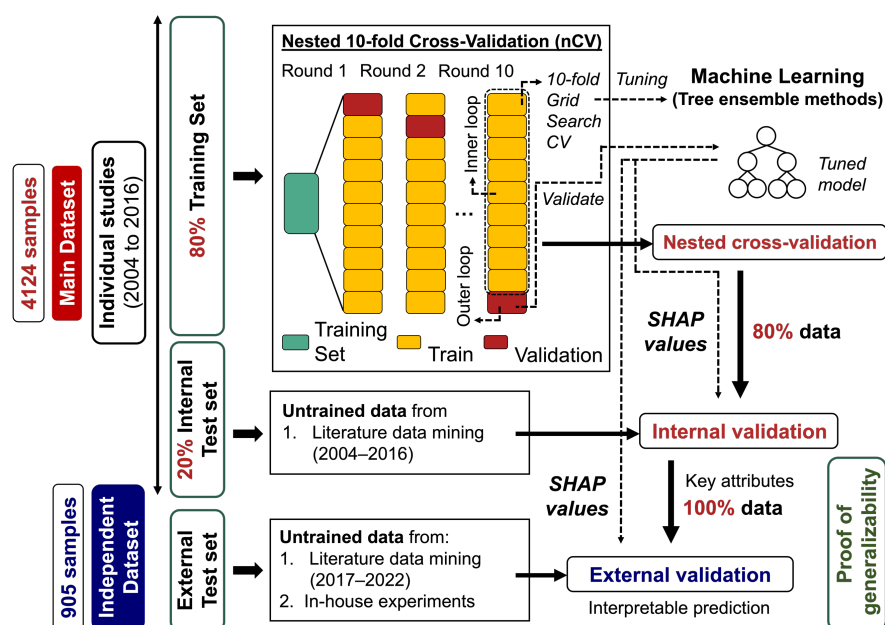 4124 samples
Main Dataset
Individual studies
(2004 to 2016)
80% Training Set
Nested 10-fold Cross-Validation (nCV)
Round 1 Round 2 Round 10
Inner loop
Outer loop
...
10-fold
Grid
Search
CV
Tuning
Validate
Training
Set
Train
Validation
Machine Learning
(Tree ensemble methods)
Tuned
model
Nested cross-validation
SHAP
values
80% data
20% Internal
Test set
Untrained data from
1. Literature data mining
(2004–2016)
Internal validation
SHAP
values
Key attributes
100% data
905 samples
Independent
Dataset
External
Test set
Untrained data from:
1. Literature data mining
(2017–2022)
2. In-house experiments
External validation
Interpretable prediction
Proof of
generalizability